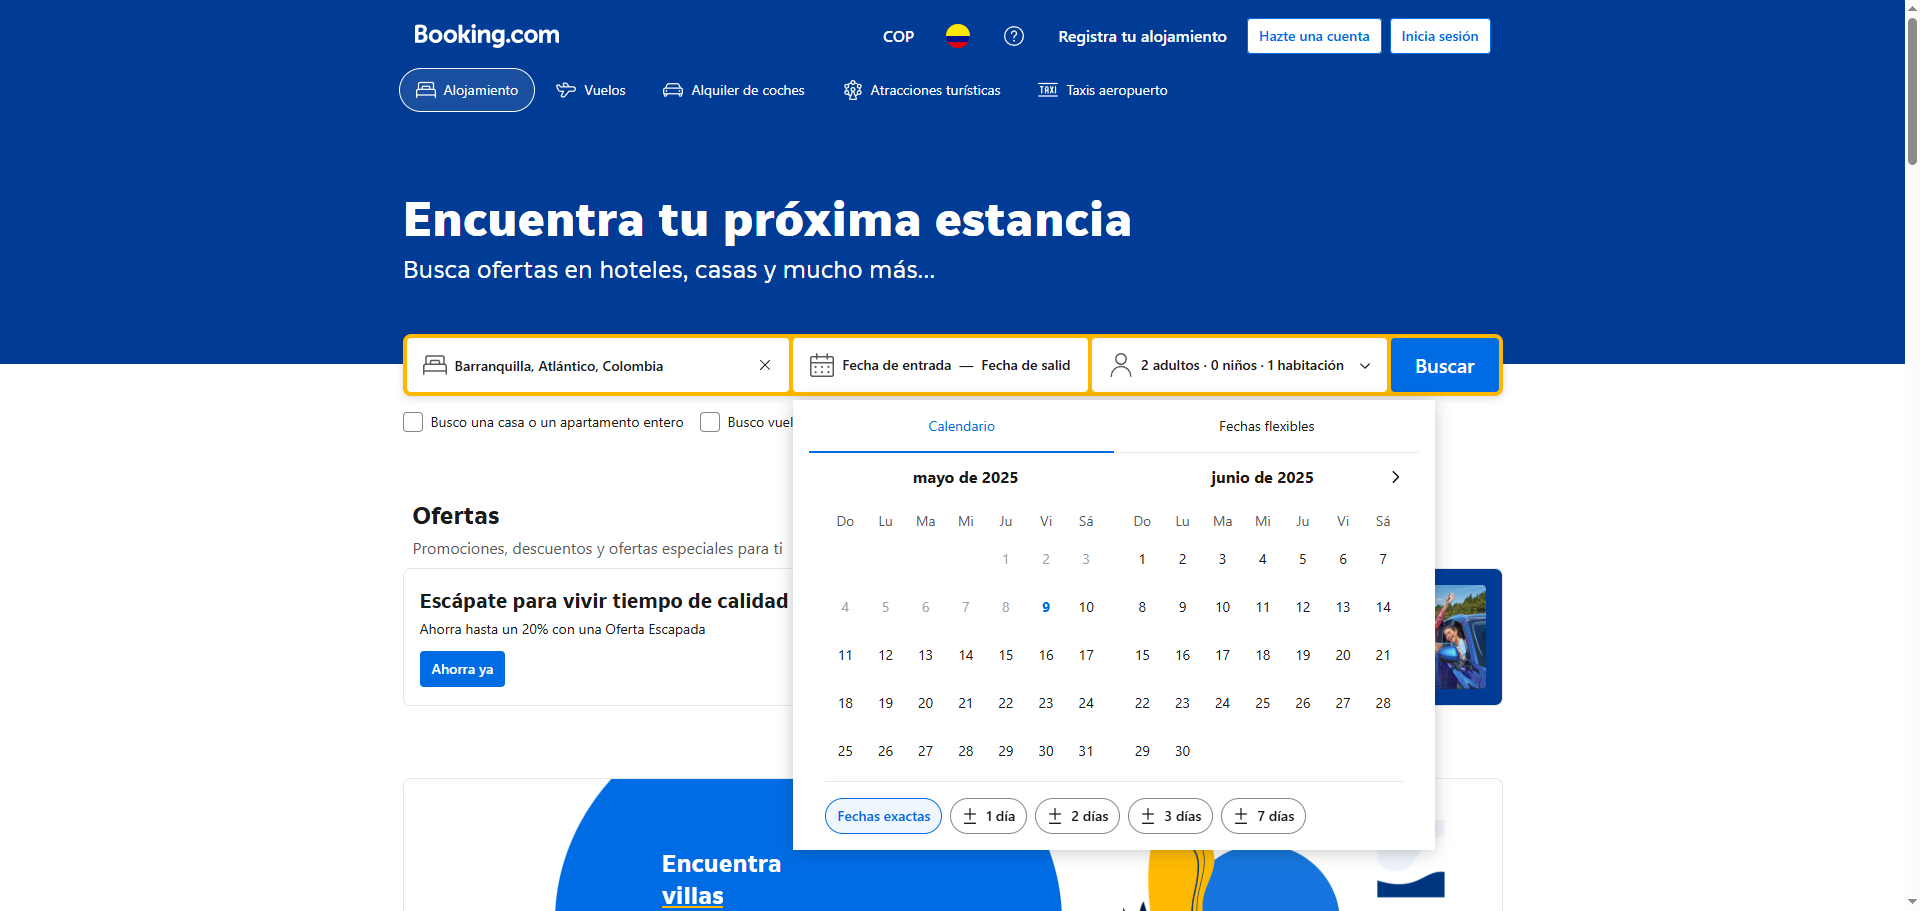 Booking.com
COP
Registra tu alojamiento
Hazte una cuenta
Inicia sesión
Alojamiento
Vuelos
Alquiler de coches
Atracciones turísticas
TAXI
Taxis aeropuerto
Encuentra tu próxima estancia
Busca ofertas en hoteles, casas y mucho más...
Barranquilla, Atlántico, Colombia
Fecha de entrada — Fecha de salid
2 adultos · 0 niños · 1 habitación
Buscar
Busco una casa o un apartamento entero
Busco vuel
Calendario
Fechas flexibles
mayo de 2025
Do Lu Ma Mi Ju Vi Sá
1 2 3
4 5 6 7 8 9 10
11 12 13 14 15 16 17
18 19 20 21 22 23 24
25 26 27 28 29 30 31
junio de 2025
Do Lu Ma Mi Ju Vi Sá
1 2 3 4 5 6 7
8 9 10 11 12 13 14
15 16 17 18 19 20 21
22 23 24 25 26 27 28
29 30
Fechas exactas
± 1 día
± 2 días
± 3 días
± 7 días
Ofertas
Promociones, descuentos y ofertas especiales para ti
Escápate para vivir tiempo de calidad
Ahorra hasta un 20% con una Oferta Escapada
Ahorra ya
Encuentra
villas